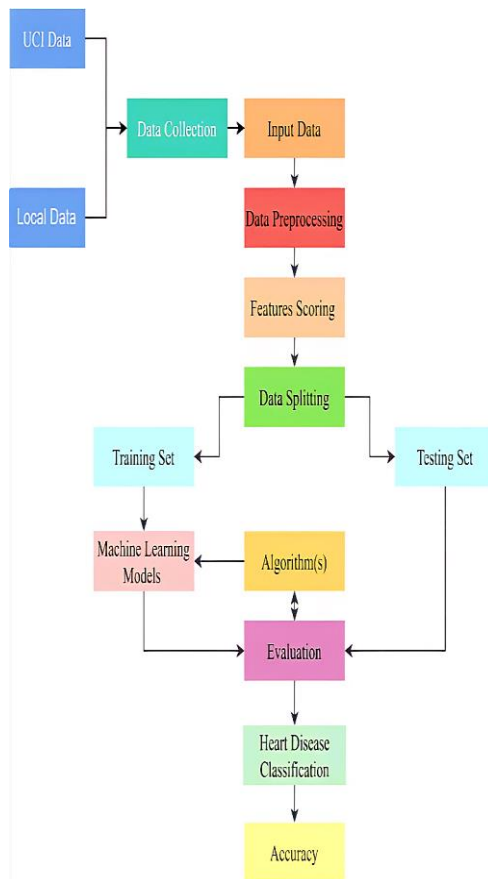 UCI Data
Data Collection
Input Data
Local Data
Data Preprocessing
Features Scoring
Data Splitting
Training Set
Testing Set
Machine Learning
Models
Algorithm(s)
Evaluation
Heart Disease
Classification
Accuracy